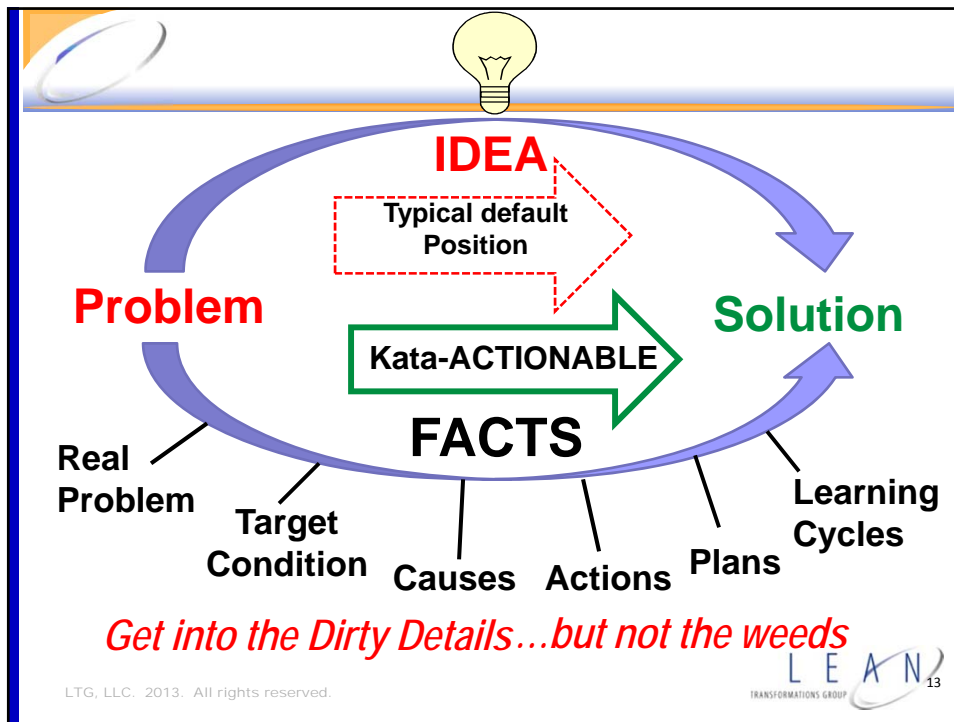 IDEA
Typical default
Position
Problem
Solution
Kata-ACTIONABLE
FACTS
Real
Problem
Target
Condition
Causes
Actions
Plans
Learning
Cycles
Get into the Dirty Details...but not the weeds
LTG, LLC. 2013. All rights reserved.
LEAN
TRANSFORMATIONS GROUP
13